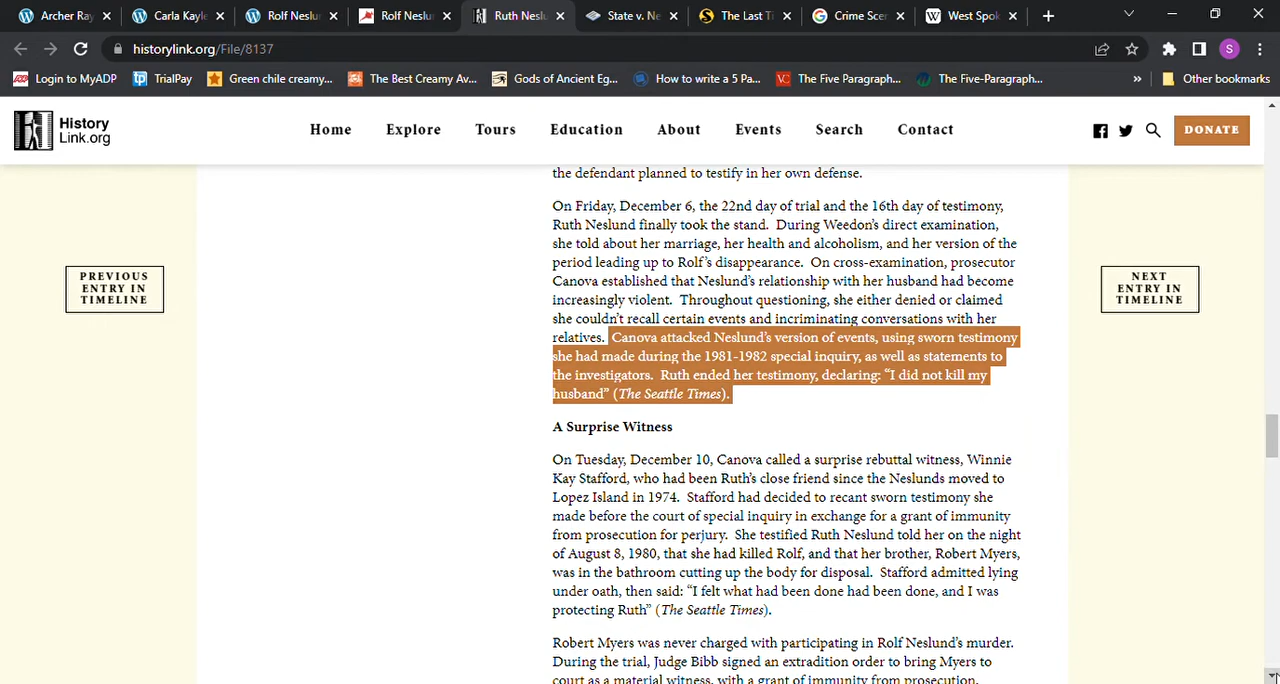 Archer Ray
Carla Kayle
Rolf Neslun
Rolf Neslun
Ruth Neslu
State v. Ne
The Last Ti
Crime Scer
West Spok
historylink.org/File/8137
S
Login to MyADP
TrialPay
Green chile creamy...
The Best Creamy Av...
Gods of Ancient Eg...
How to write a 5 Pa...
The Five Paragraph...
The Five-Paragraph...
»
Other bookmarks
History
Link.org
Home
Explore
Tours
Education
About
Events
Search
Contact
DONATE
the defendant planned to testify in her own defense.
On Friday, December 6, the 22nd day of trial and the 16th day of testimony,
Ruth Neslund finally took the stand.  During Weedon's direct examination,
she told about her marriage, her health and alcoholism, and her version of the
period leading up to Rolf's disappearance.  On cross-examination, prosecutor
Canova established that Neslund's relationship with her husband had become
increasingly violent.  Throughout questioning, she either denied or claimed
she couldn't recall certain events and incriminating conversations with her
relatives.  Canova attacked Neslund's version of events, using sworn testimony
she had made during the 1981-1982 special inquiry, as well as statements to
the investigators.  Ruth ended her testimony, declaring: “I did not kill my
husband” (The Seattle Times).
PREVIOUS
ENTRY IN
TIMELINE
NEXT
ENTRY IN
TIMELINE
A Surprise Witness
On Tuesday, December 10, Canova called a surprise rebuttal witness, Winnie
Kay Stafford, who had been Ruth's close friend since the Neslunds moved to
Lopez Island in 1974.  Stafford had decided to recant sworn testimony she
made before the court of special inquiry in exchange for a grant of immunity
from prosecution for perjury.  She testified Ruth Neslund told her on the night
of August 8, 1980, that she had killed Rolf, and that her brother, Robert Myers,
was in the bathroom cutting up the body for disposal.  Stafford admitted lying
under oath, then said: “I felt what had been done had been done, and I was
protecting Ruth” (The Seattle Times).
Robert Myers was never charged with participating in Rolf Neslund's murder.
During the trial, Judge Bibb signed an extradition order to bring Myers to
court as a material witness, with a grant of immunity from prosecution.